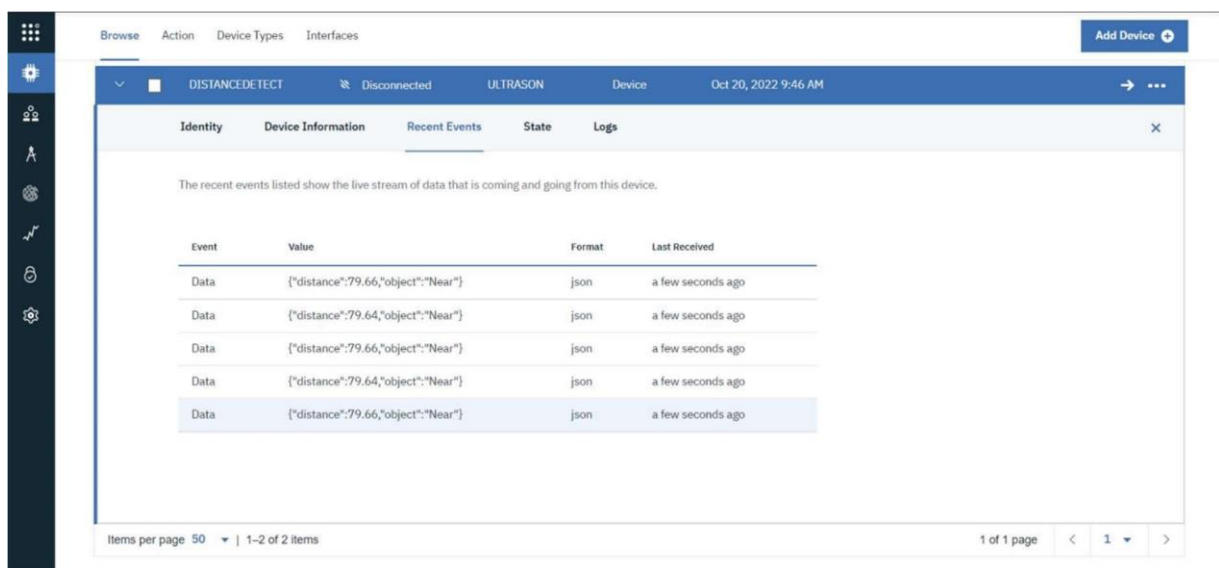 Browse Action Device Types Interfaces Add Device
DISTANCEDETECT Disconnected ULTRASON Device Oct 20, 2022 9:46 AM
Identity Device Information Recent Events State Logs
The recent events listed show the live stream of data that is coming and going from this device.
Event Value Format Last Received
Data {"distance":79.66,"object":"Near"} json a few seconds ago
Data {"distance":79.64,"object":"Near"} json a few seconds ago
Data {"distance":79.66,"object":"Near"} json a few seconds ago
Data {"distance":79.64,"object":"Near"} json a few seconds ago
Data {"distance":79.66,"object":"Near"} json a few seconds ago
Items per page 50 | 1–2 of 2 items 1 of 1 page 1